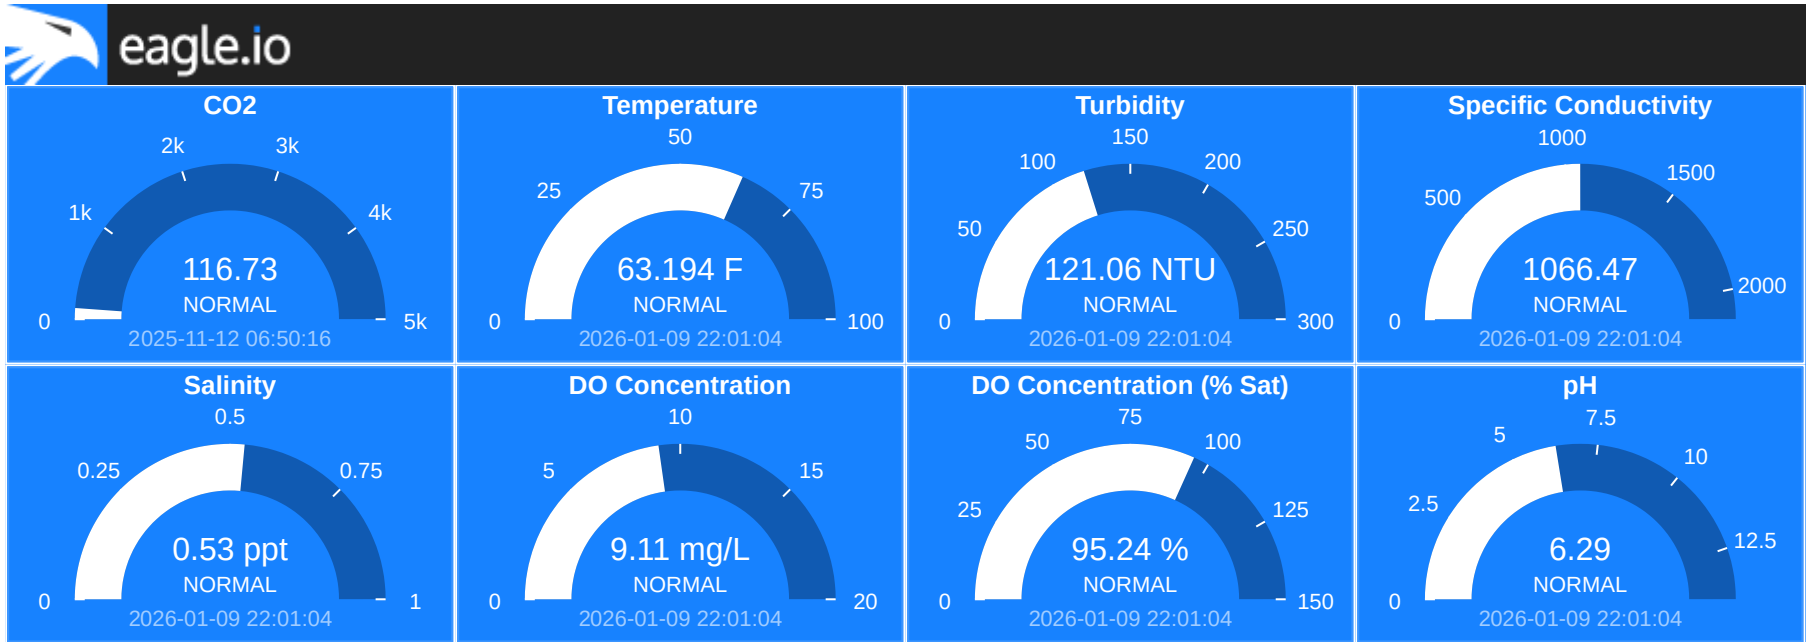 eagle.io
CO2
0
1k
2k
3k
4k
5k
116.73
NORMAL
2025-11-12 06:50:16
Temperature
0
25
50
75
100
63.194 F
NORMAL
2026-01-09 22:01:04
Turbidity
0
50
100
150
200
250
300
121.06 NTU
NORMAL
2026-01-09 22:01:04
Specific Conductivity
0
500
1000
1500
2000
1066.47
NORMAL
2026-01-09 22:01:04
Salinity
0
0.25
0.5
0.75
1
0.53 ppt
NORMAL
2026-01-09 22:01:04
DO Concentration
0
5
10
15
20
9.11 mg/L
NORMAL
2026-01-09 22:01:04
DO Concentration (% Sat)
0
25
50
75
100
125
150
95.24 %
NORMAL
2026-01-09 22:01:04
pH
0
2.5
5
7.5
10
12.5
6.29
NORMAL
2026-01-09 22:01:04